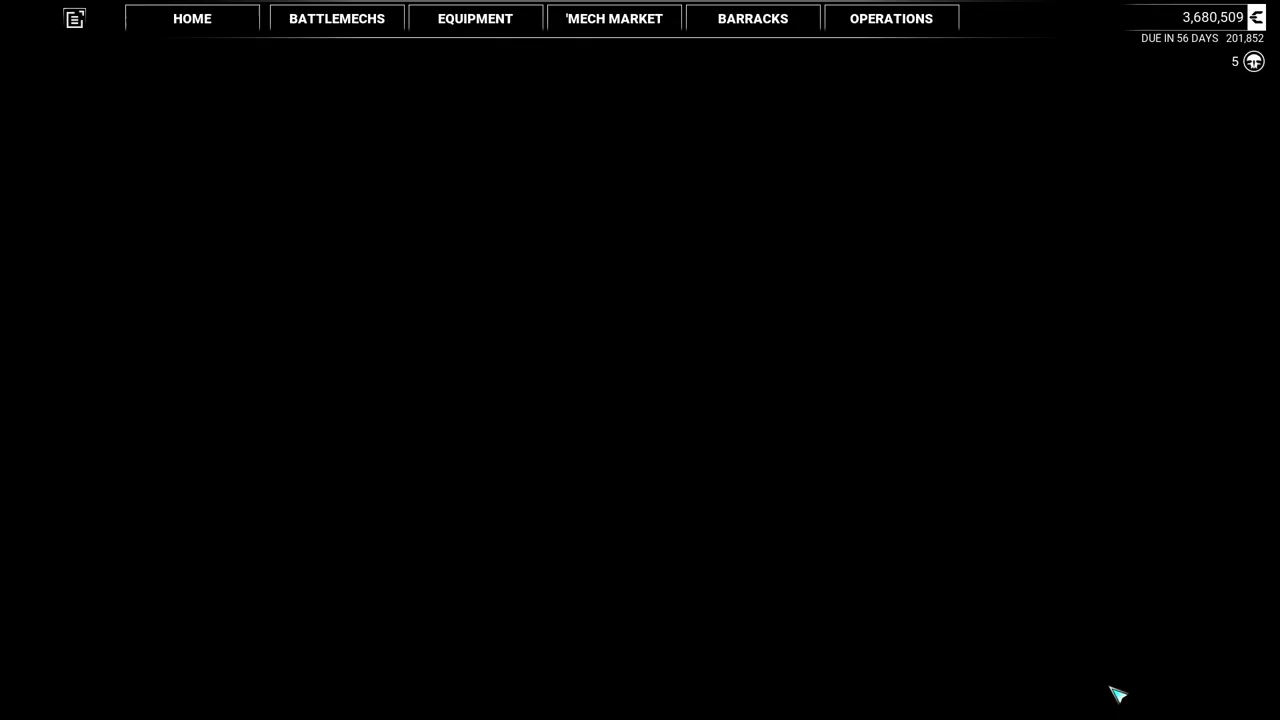 HOME BATTLEMECHS EQUIPMENT 'MECH MARKET BARRACKS OPERATIONS
3,680,509
DUE IN 56 DAYS 201,852
5